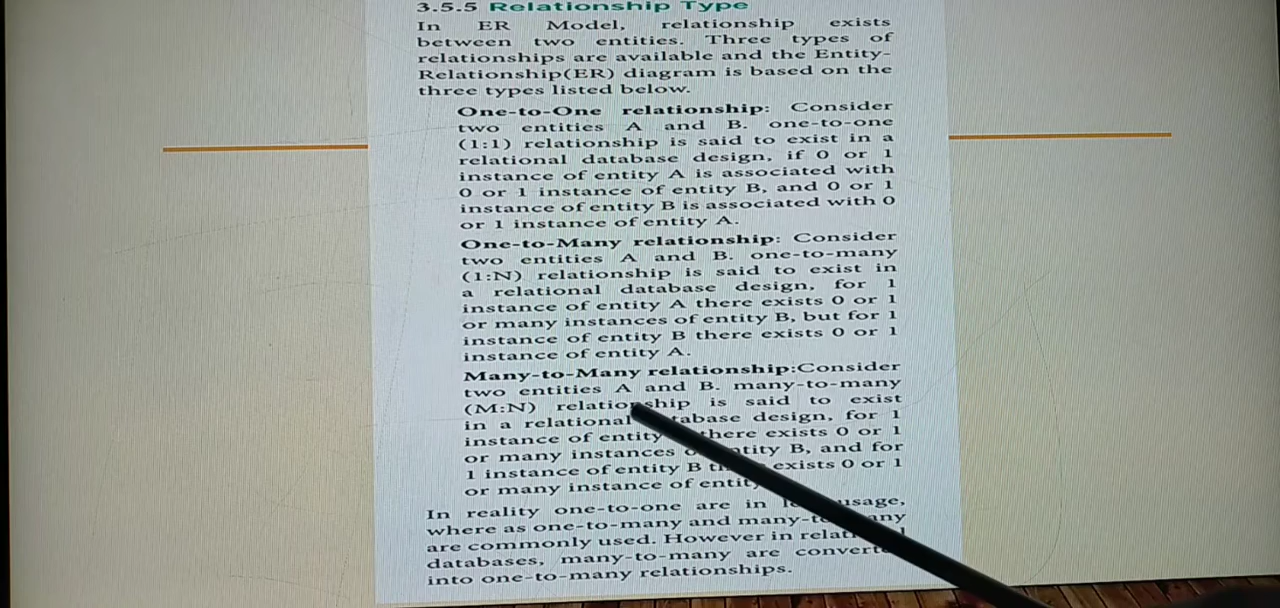 3.5.5 Relationship Type
In ER Model, relationship exists
between two entities. Three types of
relationships are available and the Entity-
Relationship(ER) diagram is based on the
three types listed below.
One-to-One relationship: Consider
two entities A and B. one-to-one
(1:1) relationship is said to exist in a
relational database design, if 0 or 1
instance of entity A is associated with
0 or 1 instance of entity B, and 0 or 1
instance of entity B is associated with 0
or 1 instance of entity A.
One-to-Many relationship: Consider
two entities A and B. one-to-many
(1:N) relationship is said to exist in
a relational database design, for 1
instance of entity A there exists 0 or 1
or many instances of entity B, but for 1
instance of entity B there exists 0 or 1
instance of entity A.
Many-to-Many relationship:Consider
two entities A and B. many-to-many
(M:N) relationship is said to exist
in a relational design, for 1
instance of entity there exists 0 or 1
or many instances B, and for
1 instance of entity B exists 0 or 1
or many instance of
In reality one-to-one are in usage,
where as one-to-many and
are commonly used. However in
databases, many-to-many are
into one-to-many relationships.